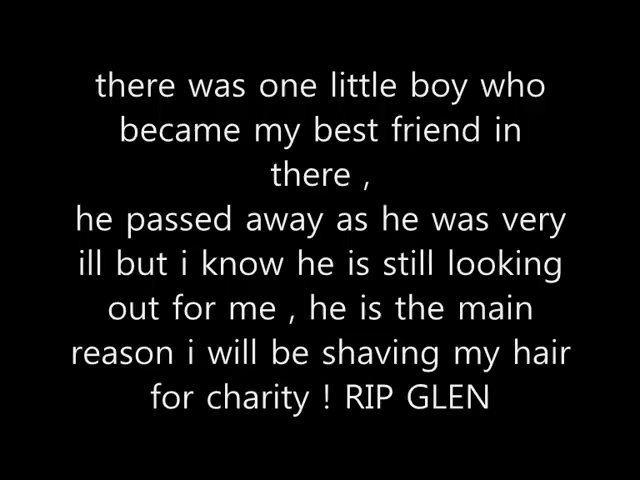 there was one little boy who
became my best friend in
there ,
he passed away as he was very
ill but i know he is still looking
out for me , he is the main
reason i will be shaving my hair
for charity ! RIP GLEN